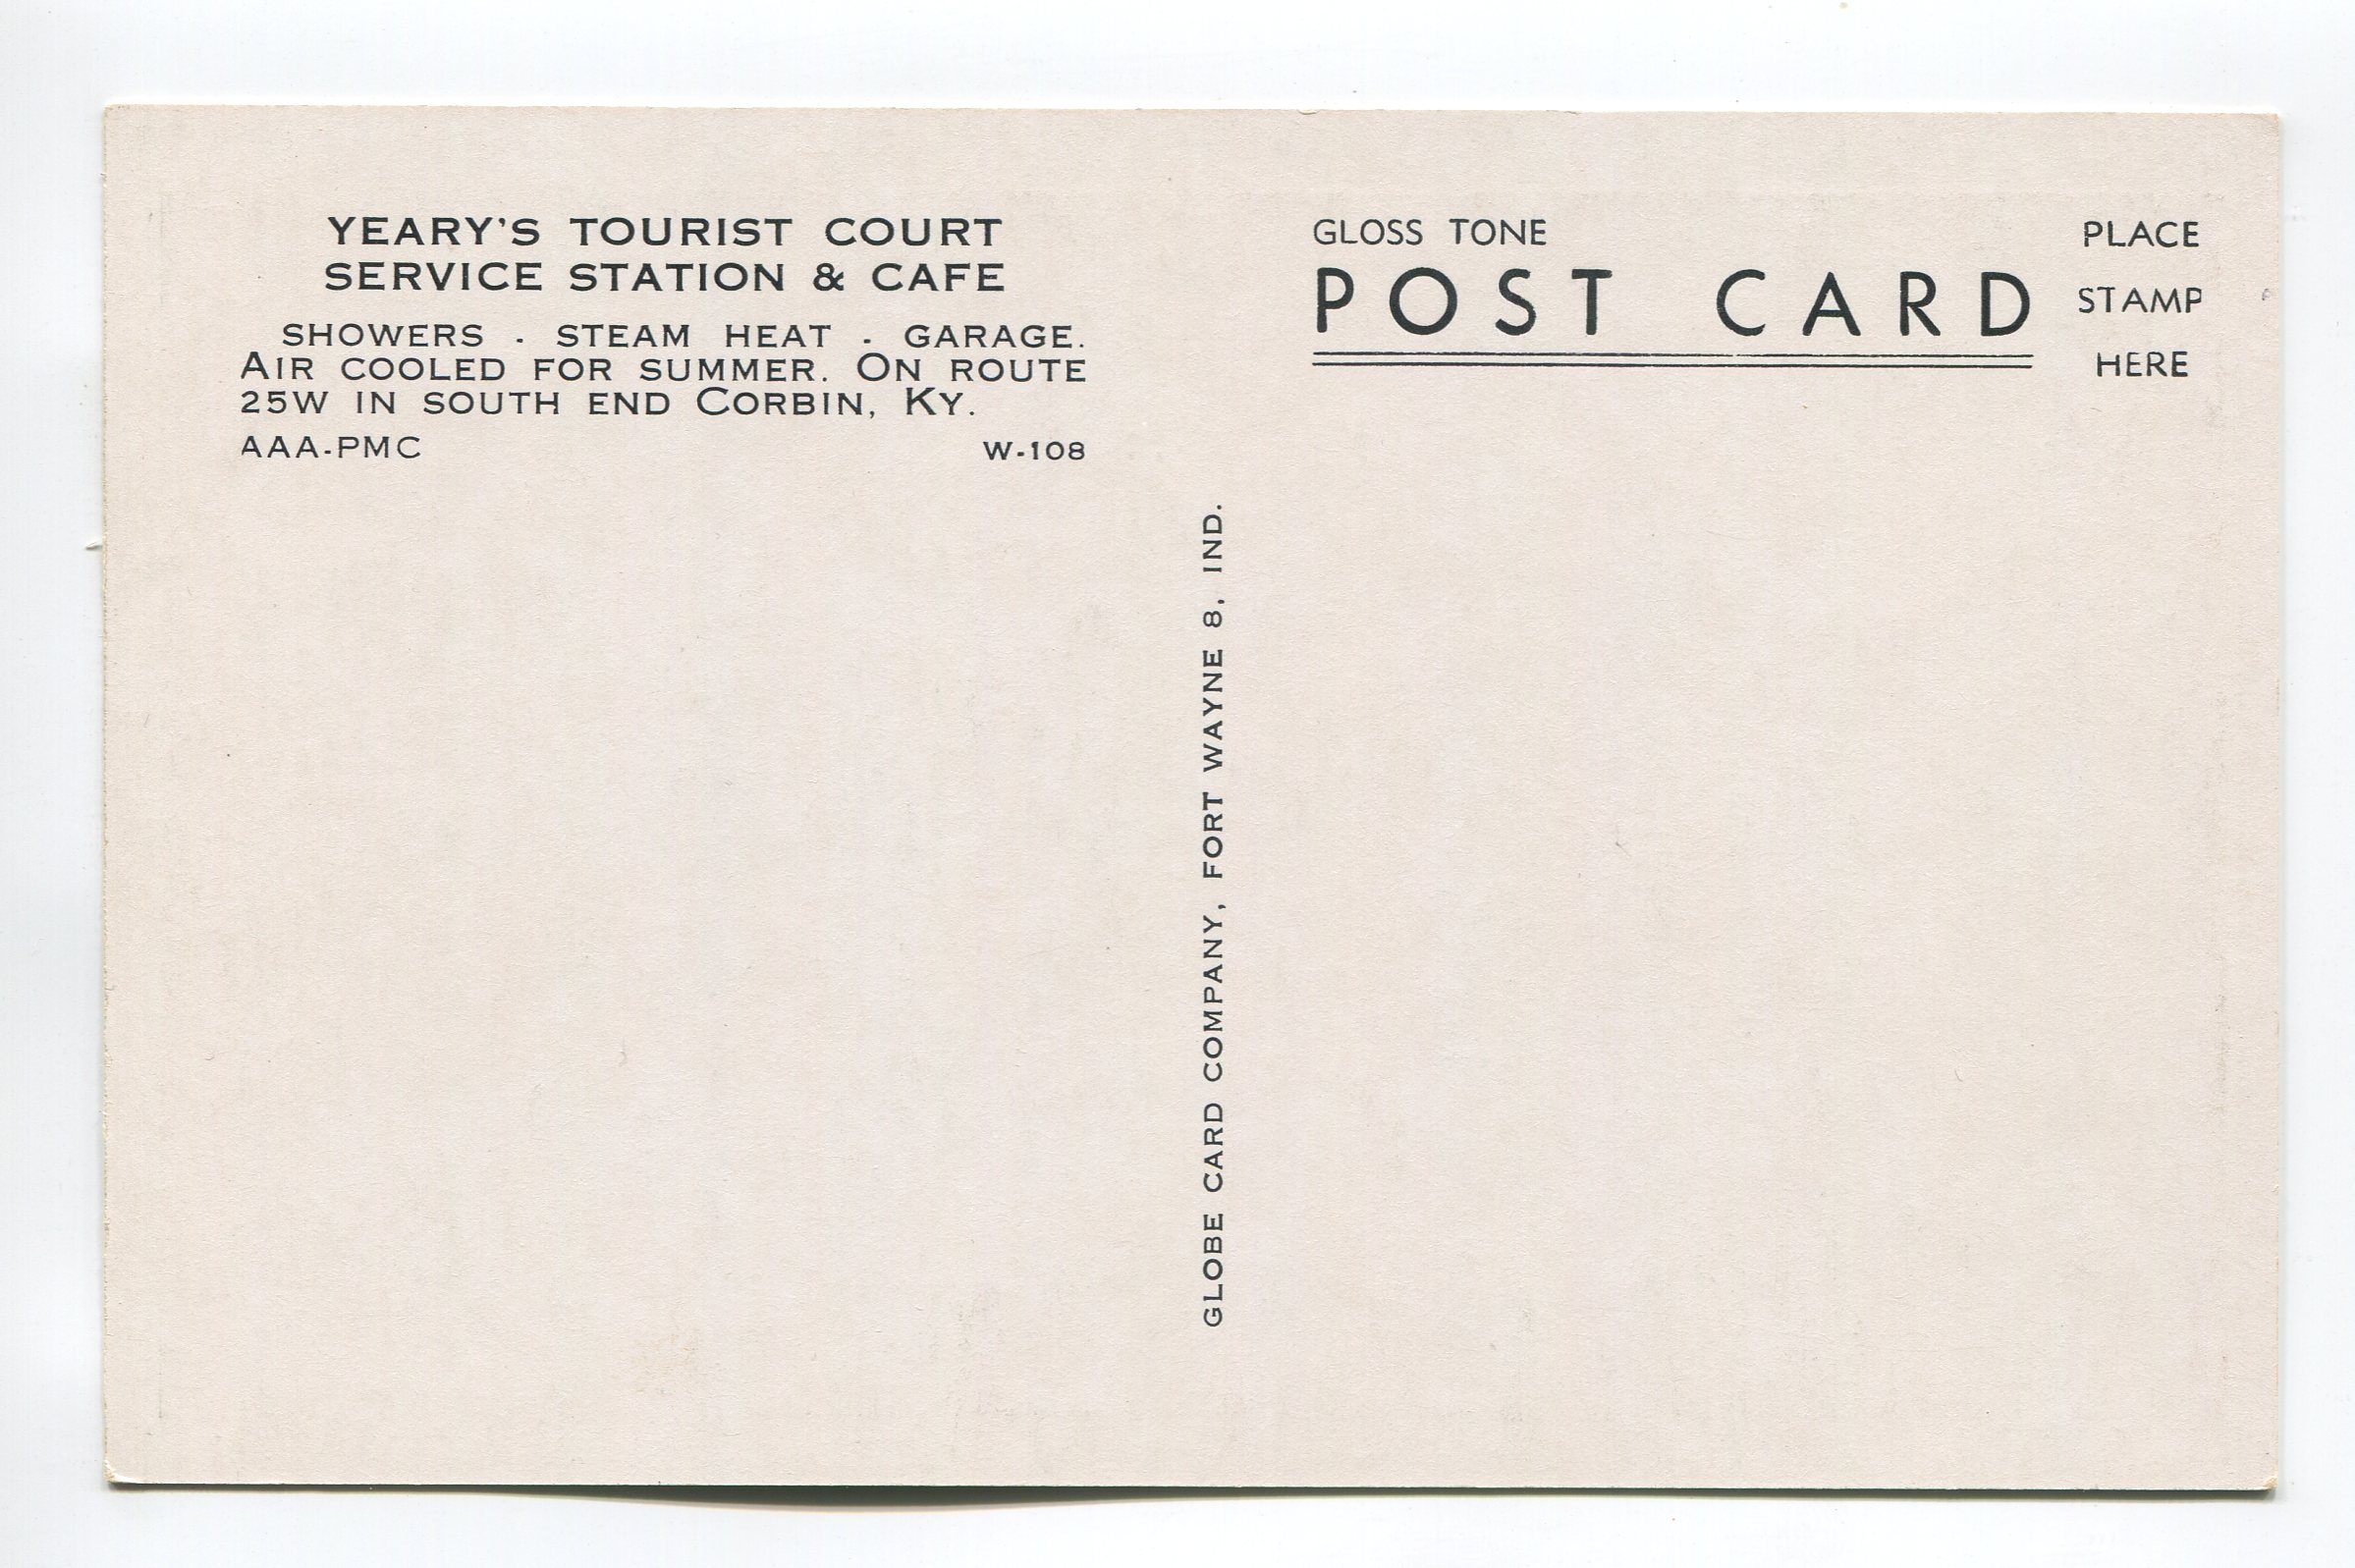 YEARY'S TOURIST COURT
SERVICE STATION & CAFE
SHOWERS - STEAM HEAT - GARAGE.
AIR COOLED FOR SUMMER. ON ROUTE
25W IN SOUTH END CORBIN, KY.
AAA-PMC W-108
GLOBE CARD COMPANY, FORT WAYNE 8, IND.
GLOSS TONE
POST CARD
PLACE
STAMP
HERE